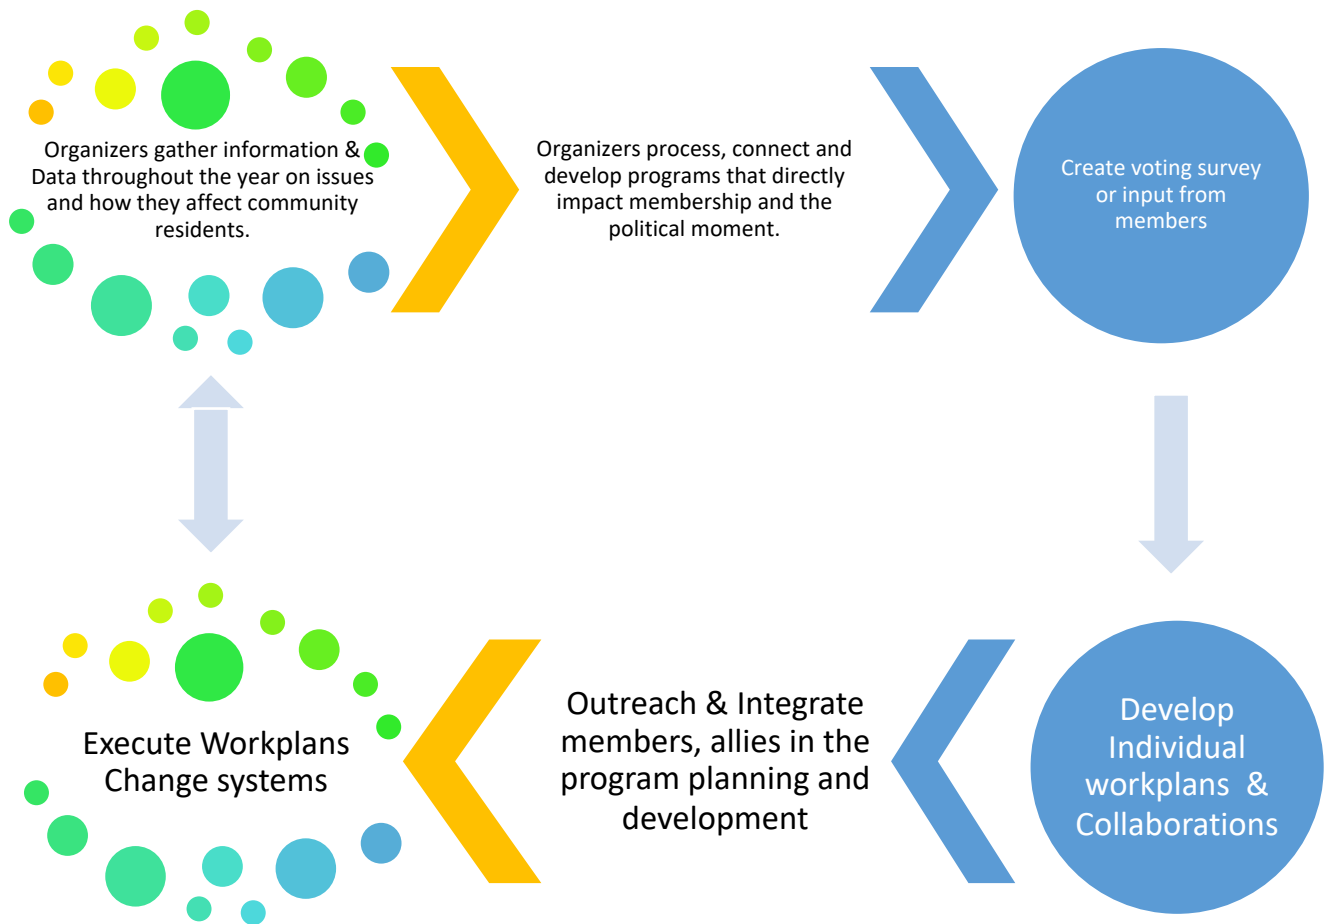 Organizers gather information &
Data throughout the year on issues
and how they affect community
residents.
Organizers process, connect and
develop programs that directly
impact membership and the
political moment.
Create voting survey
or input from
members
Develop
Individual
workplans  &
Collaborations
Outreach & Integrate
members, allies in the
program planning and
development
Execute Workplans
Change systems